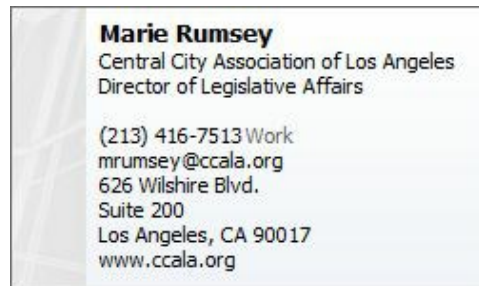 Marie Rumsey
Central City Association of Los Angeles
Director of Legislative Affairs
(213) 416-7513 Work
mrumsey@ccala.org
626 Wilshire Blvd.
Suite 200
Los Angeles, CA 90017
www.ccala.org